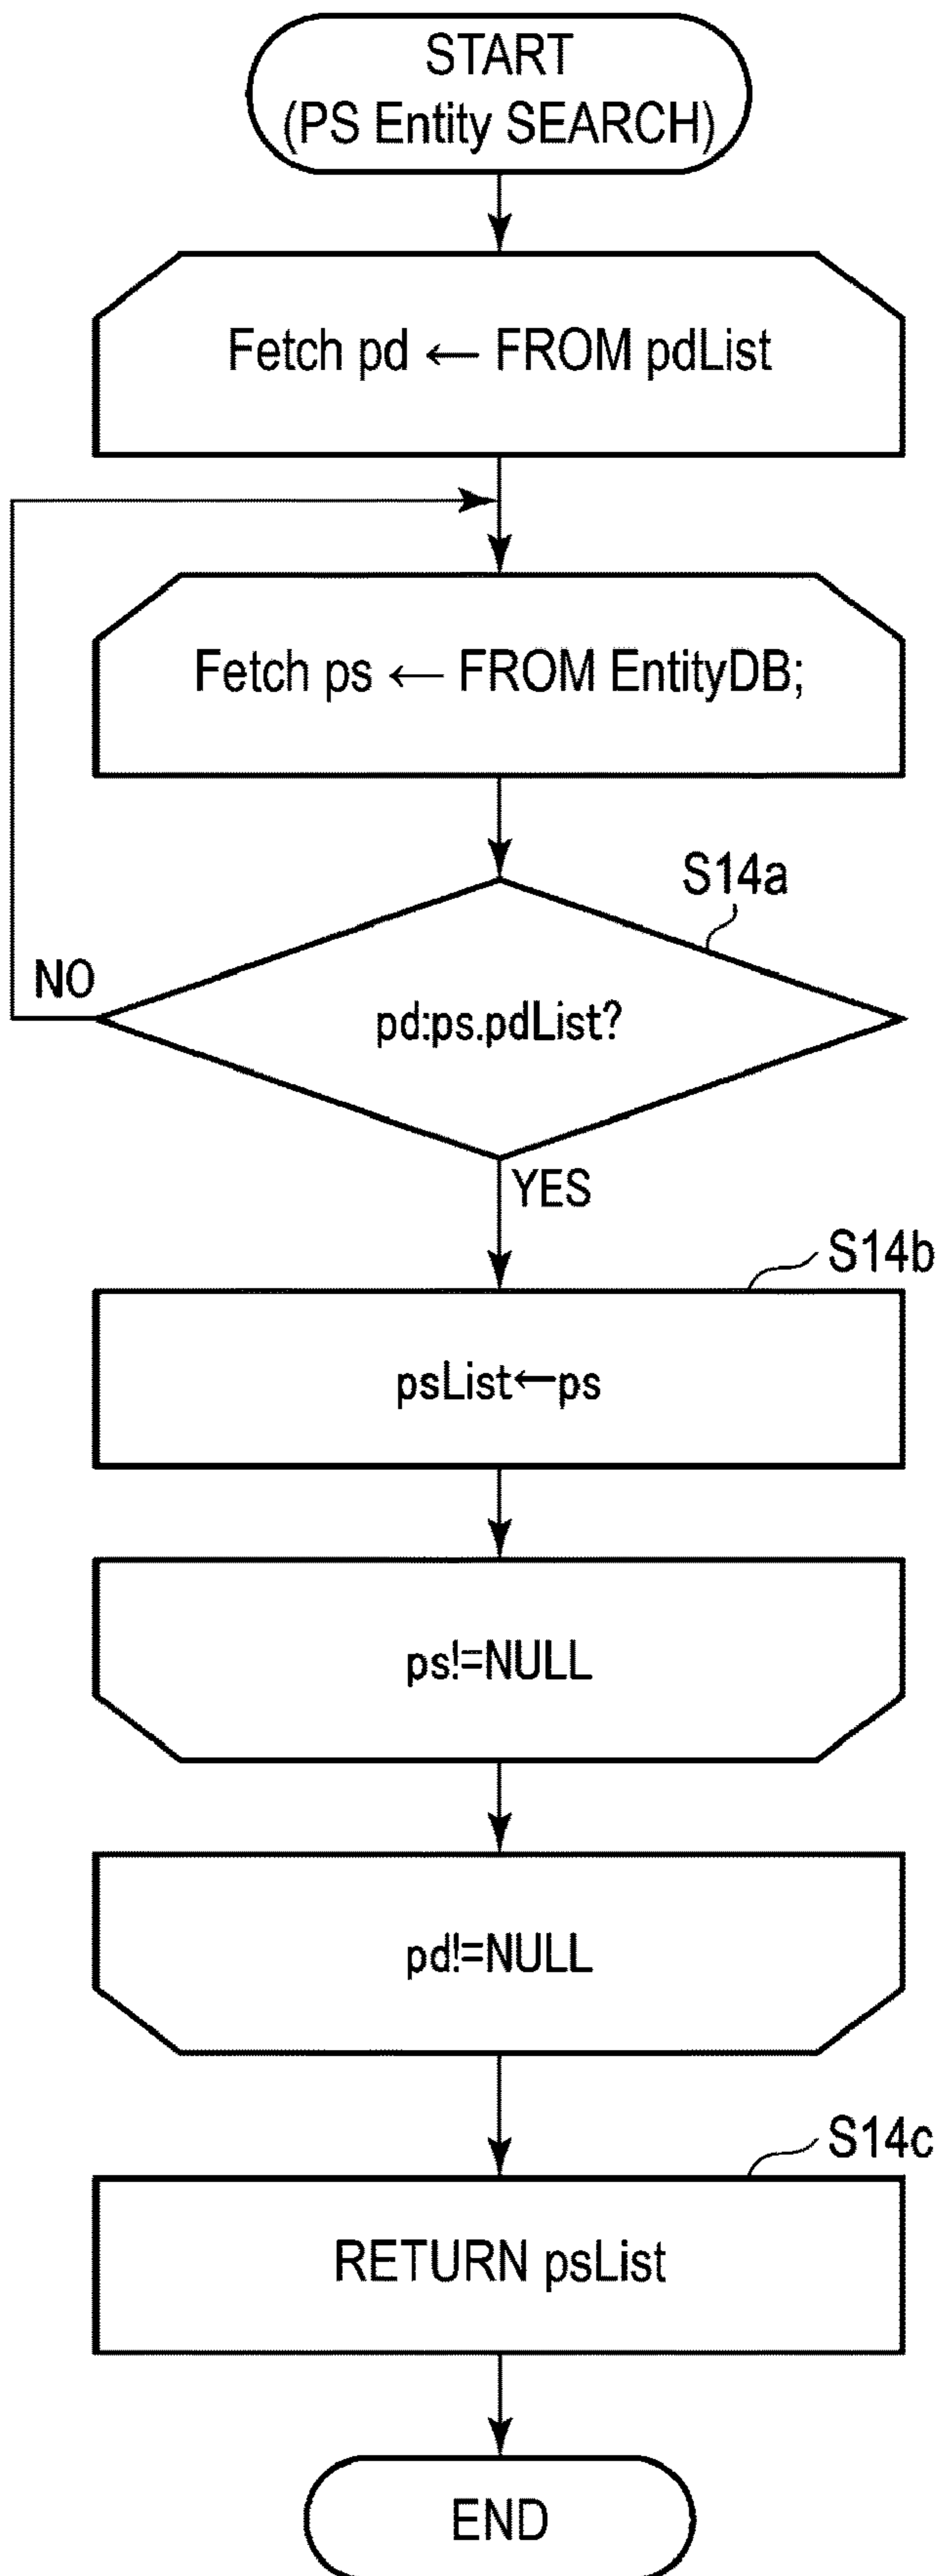 START
(PS Entity SEARCH)
Fetch pd ← FROM pdList
Fetch ps ← FROM EntityDB;
S14a
NO
pd:ps.pdList?
YES
S14b
psList←ps
ps!=NULL
pd!=NULL
S14c
RETURN psList
END